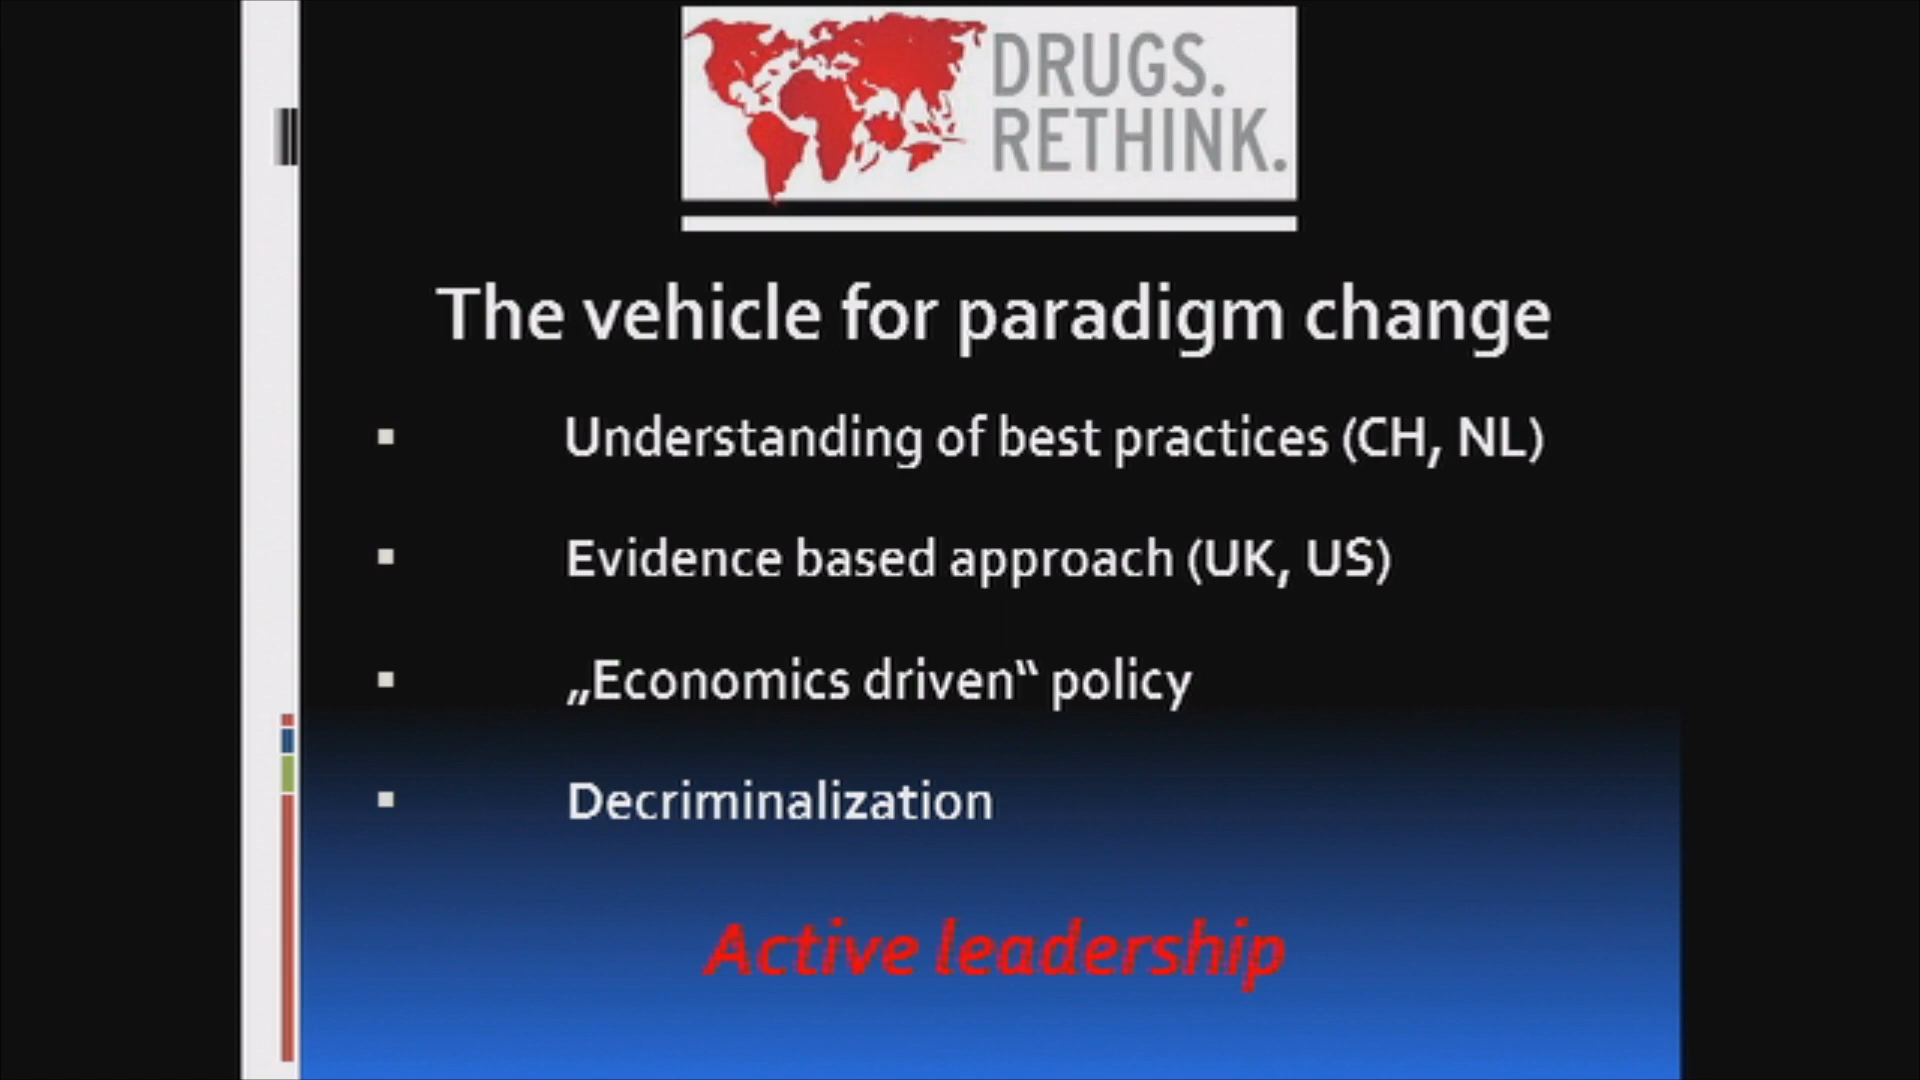 DRUGS.
RETHINK.
The vehicle for paradigm change
▪ Understanding of best practices (CH, NL)
▪ Evidence based approach (UK, US)
▪ „Economics driven“ policy
▪ Decriminalization
Active leadership